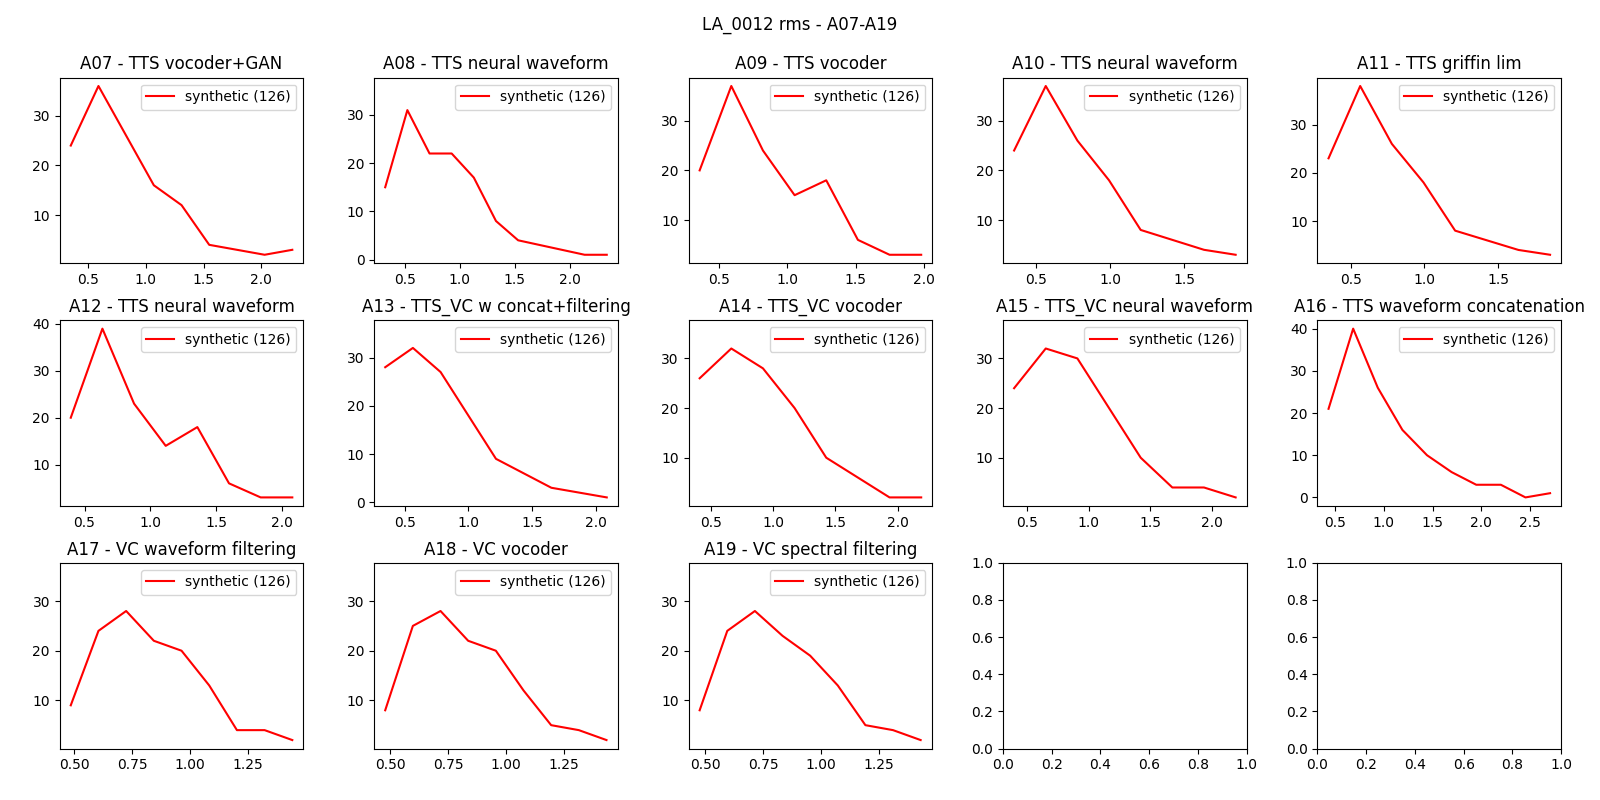 LA_0012 rms - A07-A19
A07 - TTS vocoder+GAN
synthetic (126)
30
20
10
0.5 1.0 1.5 2.0
A08 - TTS neural waveform
synthetic (126)
30
20
10
0
0.5 1.0 1.5 2.0
A09 - TTS vocoder
synthetic (126)
30
20
10
0.5 1.0 1.5 2.0
A10 - TTS neural waveform
synthetic (126)
30
20
10
0.5 1.0 1.5
A11 - TTS griffin lim
synthetic (126)
30
20
10
0.5 1.0 1.5
A12 - TTS neural waveform
synthetic (126)
40
30
20
10
0.5 1.0 1.5 2.0
A13 - TTS_VC w concat+filtering
synthetic (126)
30
20
10
0
0.5 1.0 1.5 2.0
A14 - TTS_VC vocoder
synthetic (126)
30
20
10
0.5 1.0 1.5 2.0
A15 - TTS_VC neural waveform
synthetic (126)
30
20
10
0.5 1.0 1.5 2.0
A16 - TTS waveform concatenation
synthetic (126)
40
30
20
10
0
0.5 1.0 1.5 2.0 2.5
A17 - VC waveform filtering
synthetic (126)
30
20
10
0.50 0.75 1.00 1.25
A18 - VC vocoder
synthetic (126)
30
20
10
0.50 0.75 1.00 1.25
A19 - VC spectral filtering
synthetic (126)
30
20
10
0.50 0.75 1.00 1.25
1.0
0.8
0.6
0.4
0.2
0.0
0.0 0.2 0.4 0.6 0.8 1.0
1.0
0.8
0.6
0.4
0.2
0.0
0.0 0.2 0.4 0.6 0.8 1.0